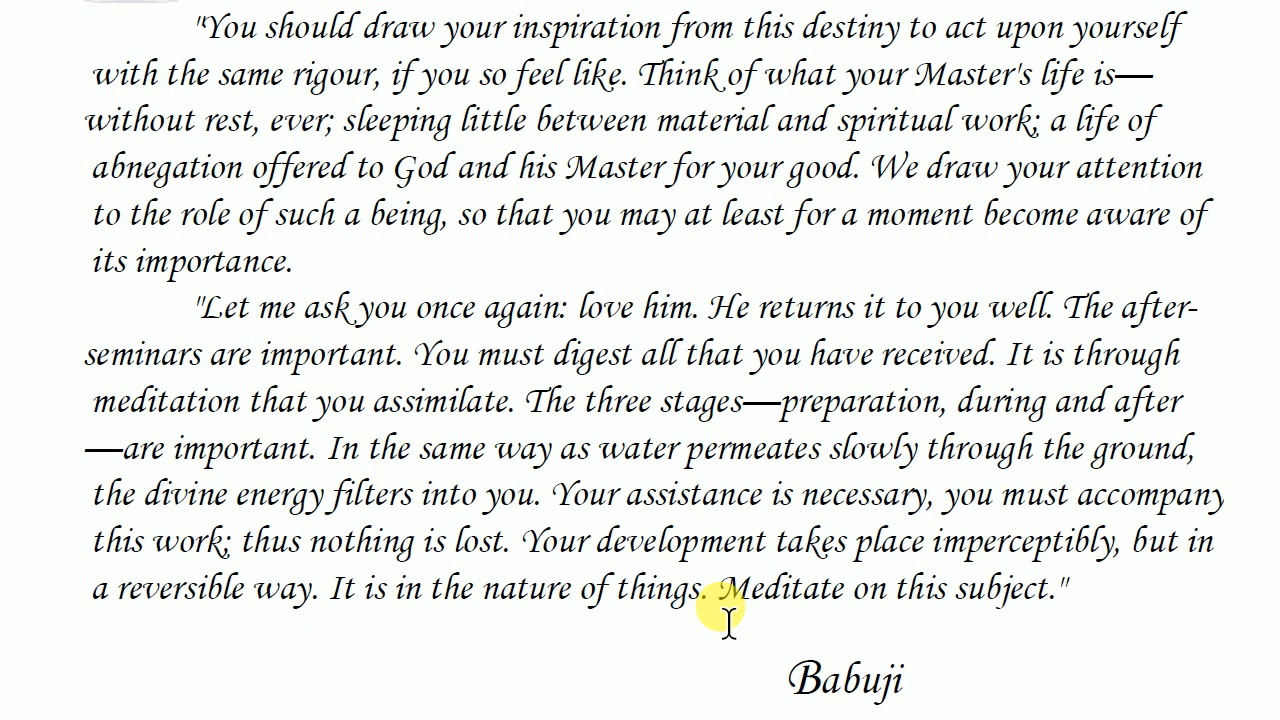 "You should draw your inspiration from this destiny to act upon yourself
with the same rigour, if you so feel like. Think of what your Master's life is—
without rest, ever; sleeping little between material and spiritual work; a life of
abnegation offered to God and his Master for your good. We draw your attention
to the role of such a being, so that you may at least for a moment become aware of
its importance.
"Let me ask you once again: love him. He returns it to you well. The after-
seminars are important. You must digest all that you have received. It is through
meditation that you assimilate. The three stages—preparation, during and after
—are important. In the same way as water permeates slowly through the ground,
the divine energy filters into you. Your assistance is necessary, you must accompany
this work; thus nothing is lost. Your development takes place imperceptibly, but in
a reversible way. It is in the nature of things. Meditate on this subject."
Babuji